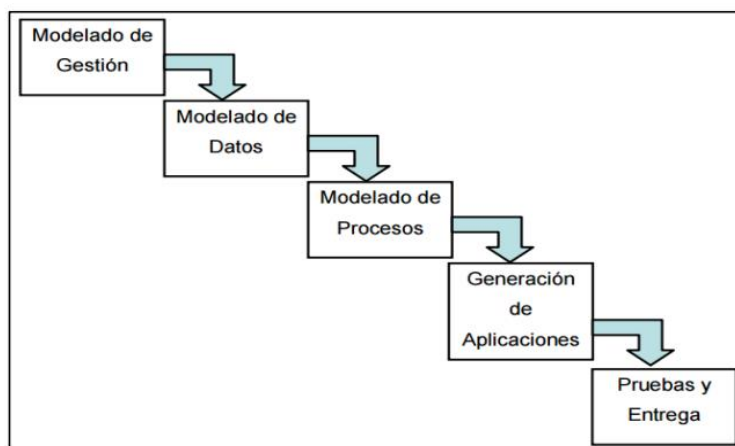 Modelado de
Gestión
Modelado de
Datos
Modelado de
Procesos
Generación
de
Aplicaciones
Pruebas y
Entrega